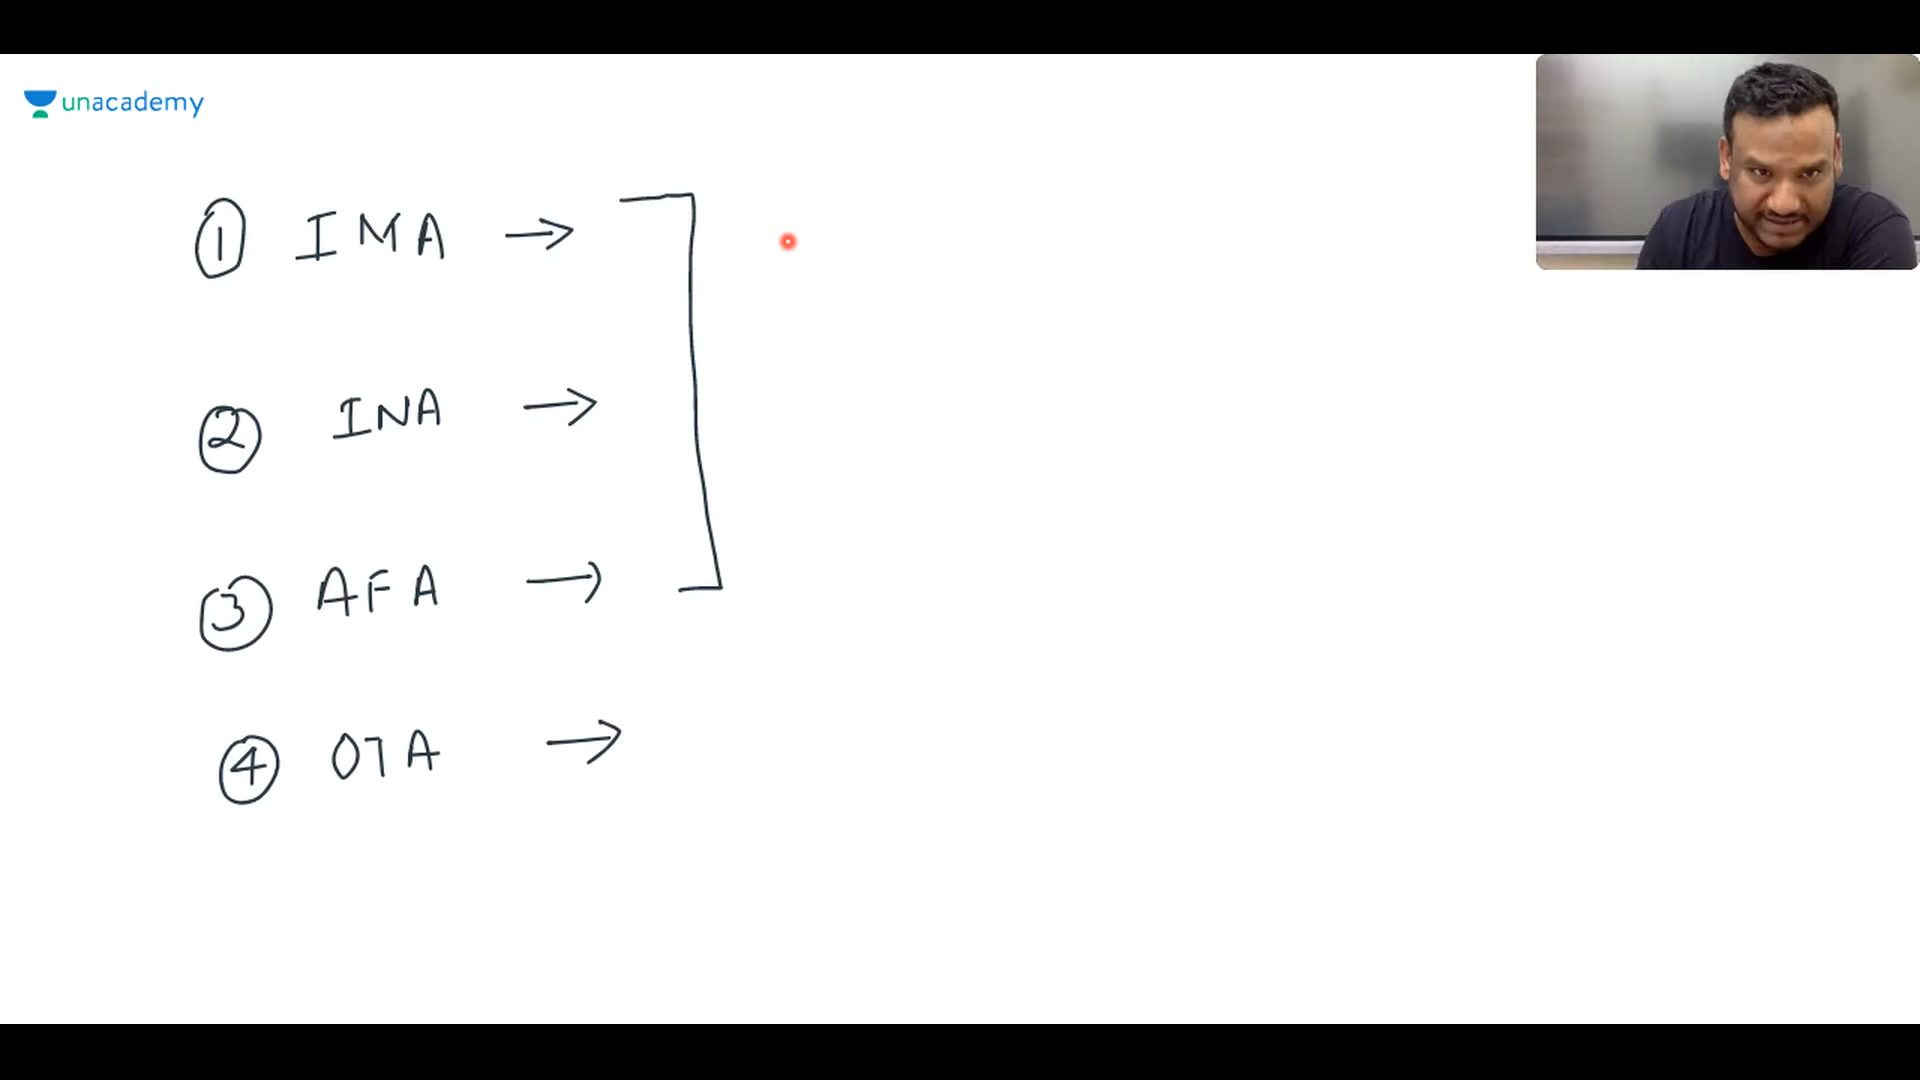 unacademy
1 IMA →
2 INA →
3 AFA →
4 OTA →